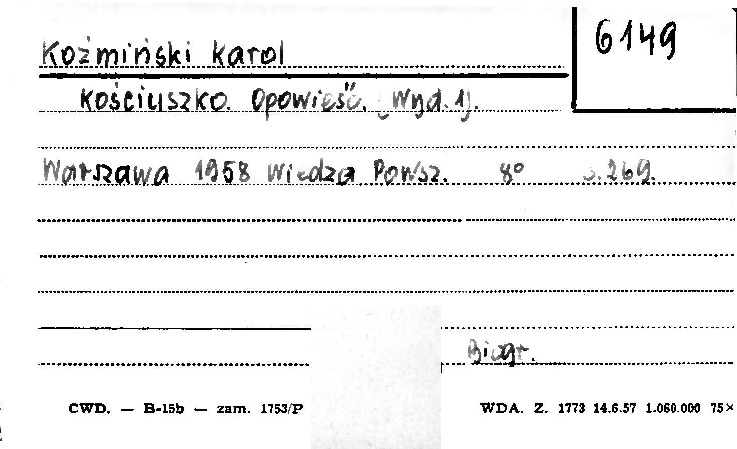 Koźmiński Karol
6149
Kościuszko. Opowieść. [Wyd. 1].
Warszawa 1958 Wiedza Powsz. 8° s. 269.
Biogr.
CWD. — B-15b — zam. 1753/P
WDA. Z. 1773 14.6.57 1.060.000 75×